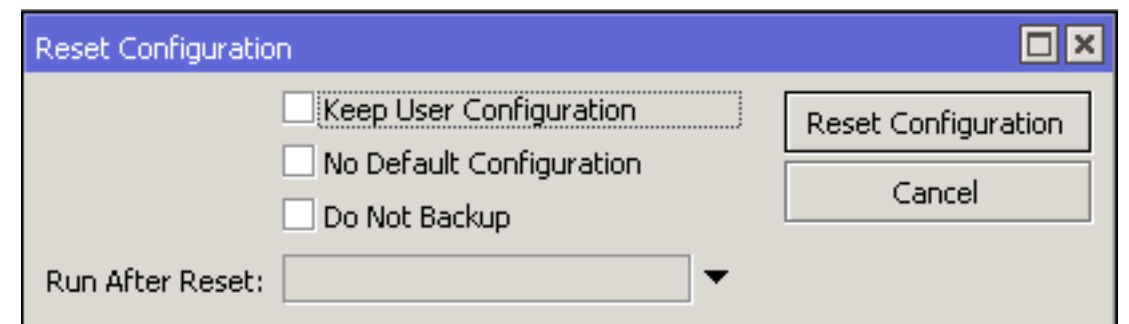 Reset Configuration
Keep User Configuration
Reset Configuration
No Default Configuration
Cancel
Do Not Backup
Run After Reset: